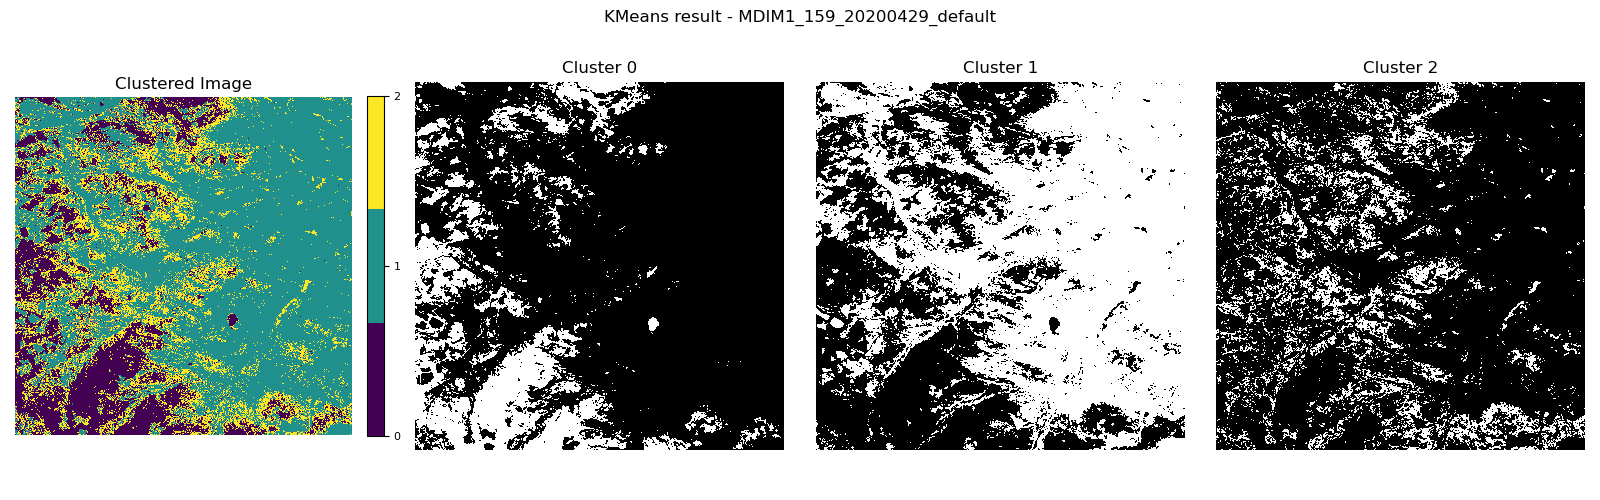 KMeans result - MDIM1_159_20200429_default
Clustered Image
Cluster 0
Cluster 1
Cluster 2
2
1
0